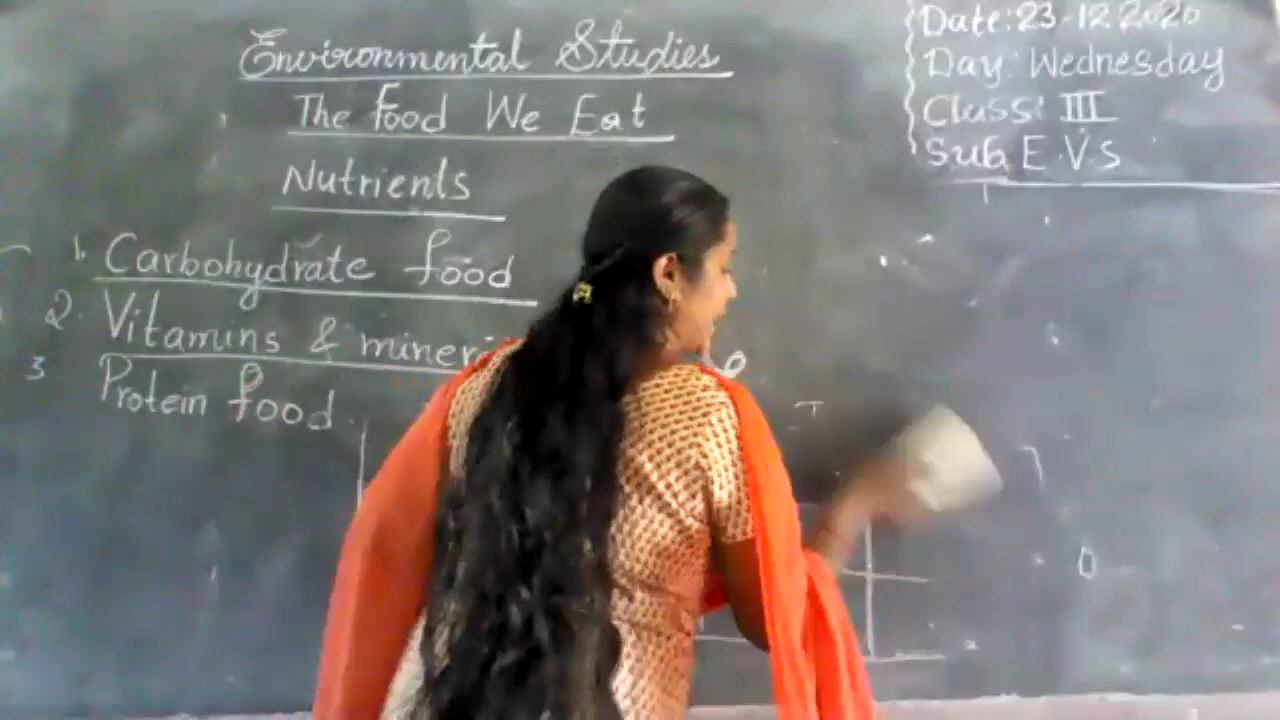 Environmental Studies
The food We Eat
Nutrients
1. Carbohydrate food
2. Vitamins &
3 Protein food.
Date: 23-12.2020
Day: Wednesday
Class: III
Sub, E.V.s